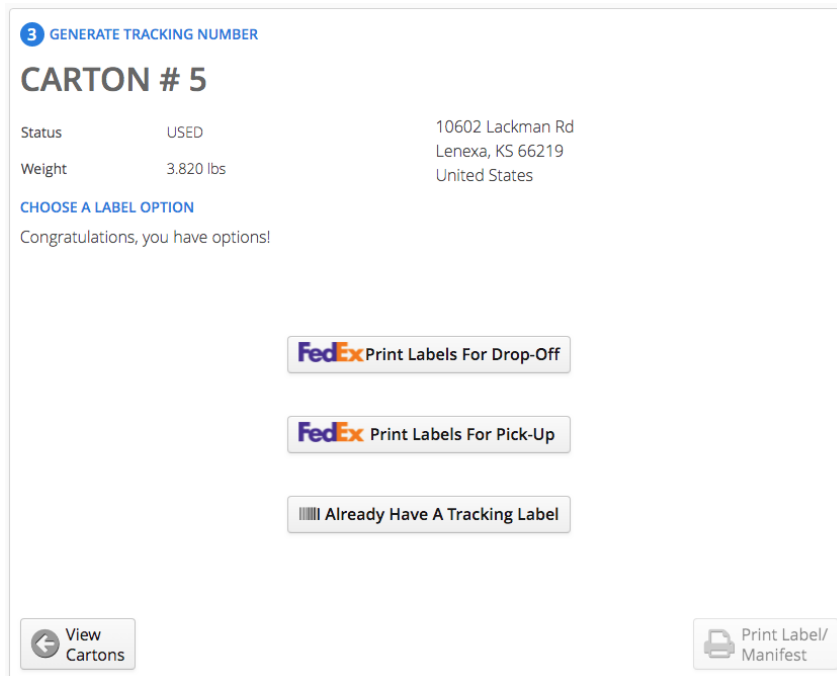 3 GENERATE TRACKING NUMBER
CARTON # 5
Status USED
Weight 3.820 lbs
10602 Lackman Rd
Lenexa, KS 66219
United States
CHOOSE A LABEL OPTION
Congratulations, you have options!
FedEx Print Labels For Drop-Off
FedEx Print Labels For Pick-Up
Already Have A Tracking Label
View
Cartons
Print Label/
Manifest